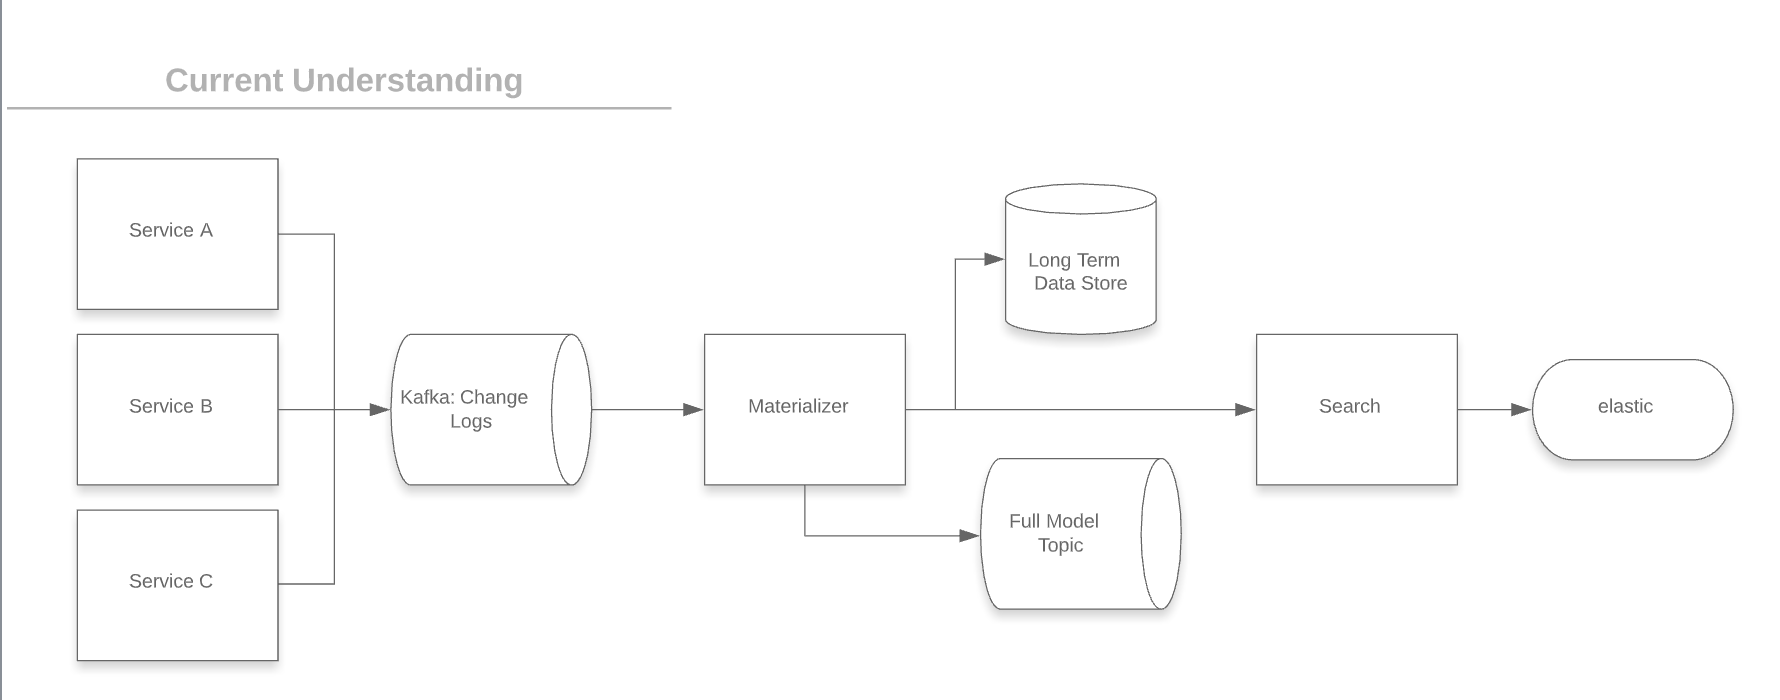 Current Understanding
Service A
Service B
Service C
Kafka: Change
Logs
Materializer
Long Term
Data Store
Full Model
Topic
Search
elastic